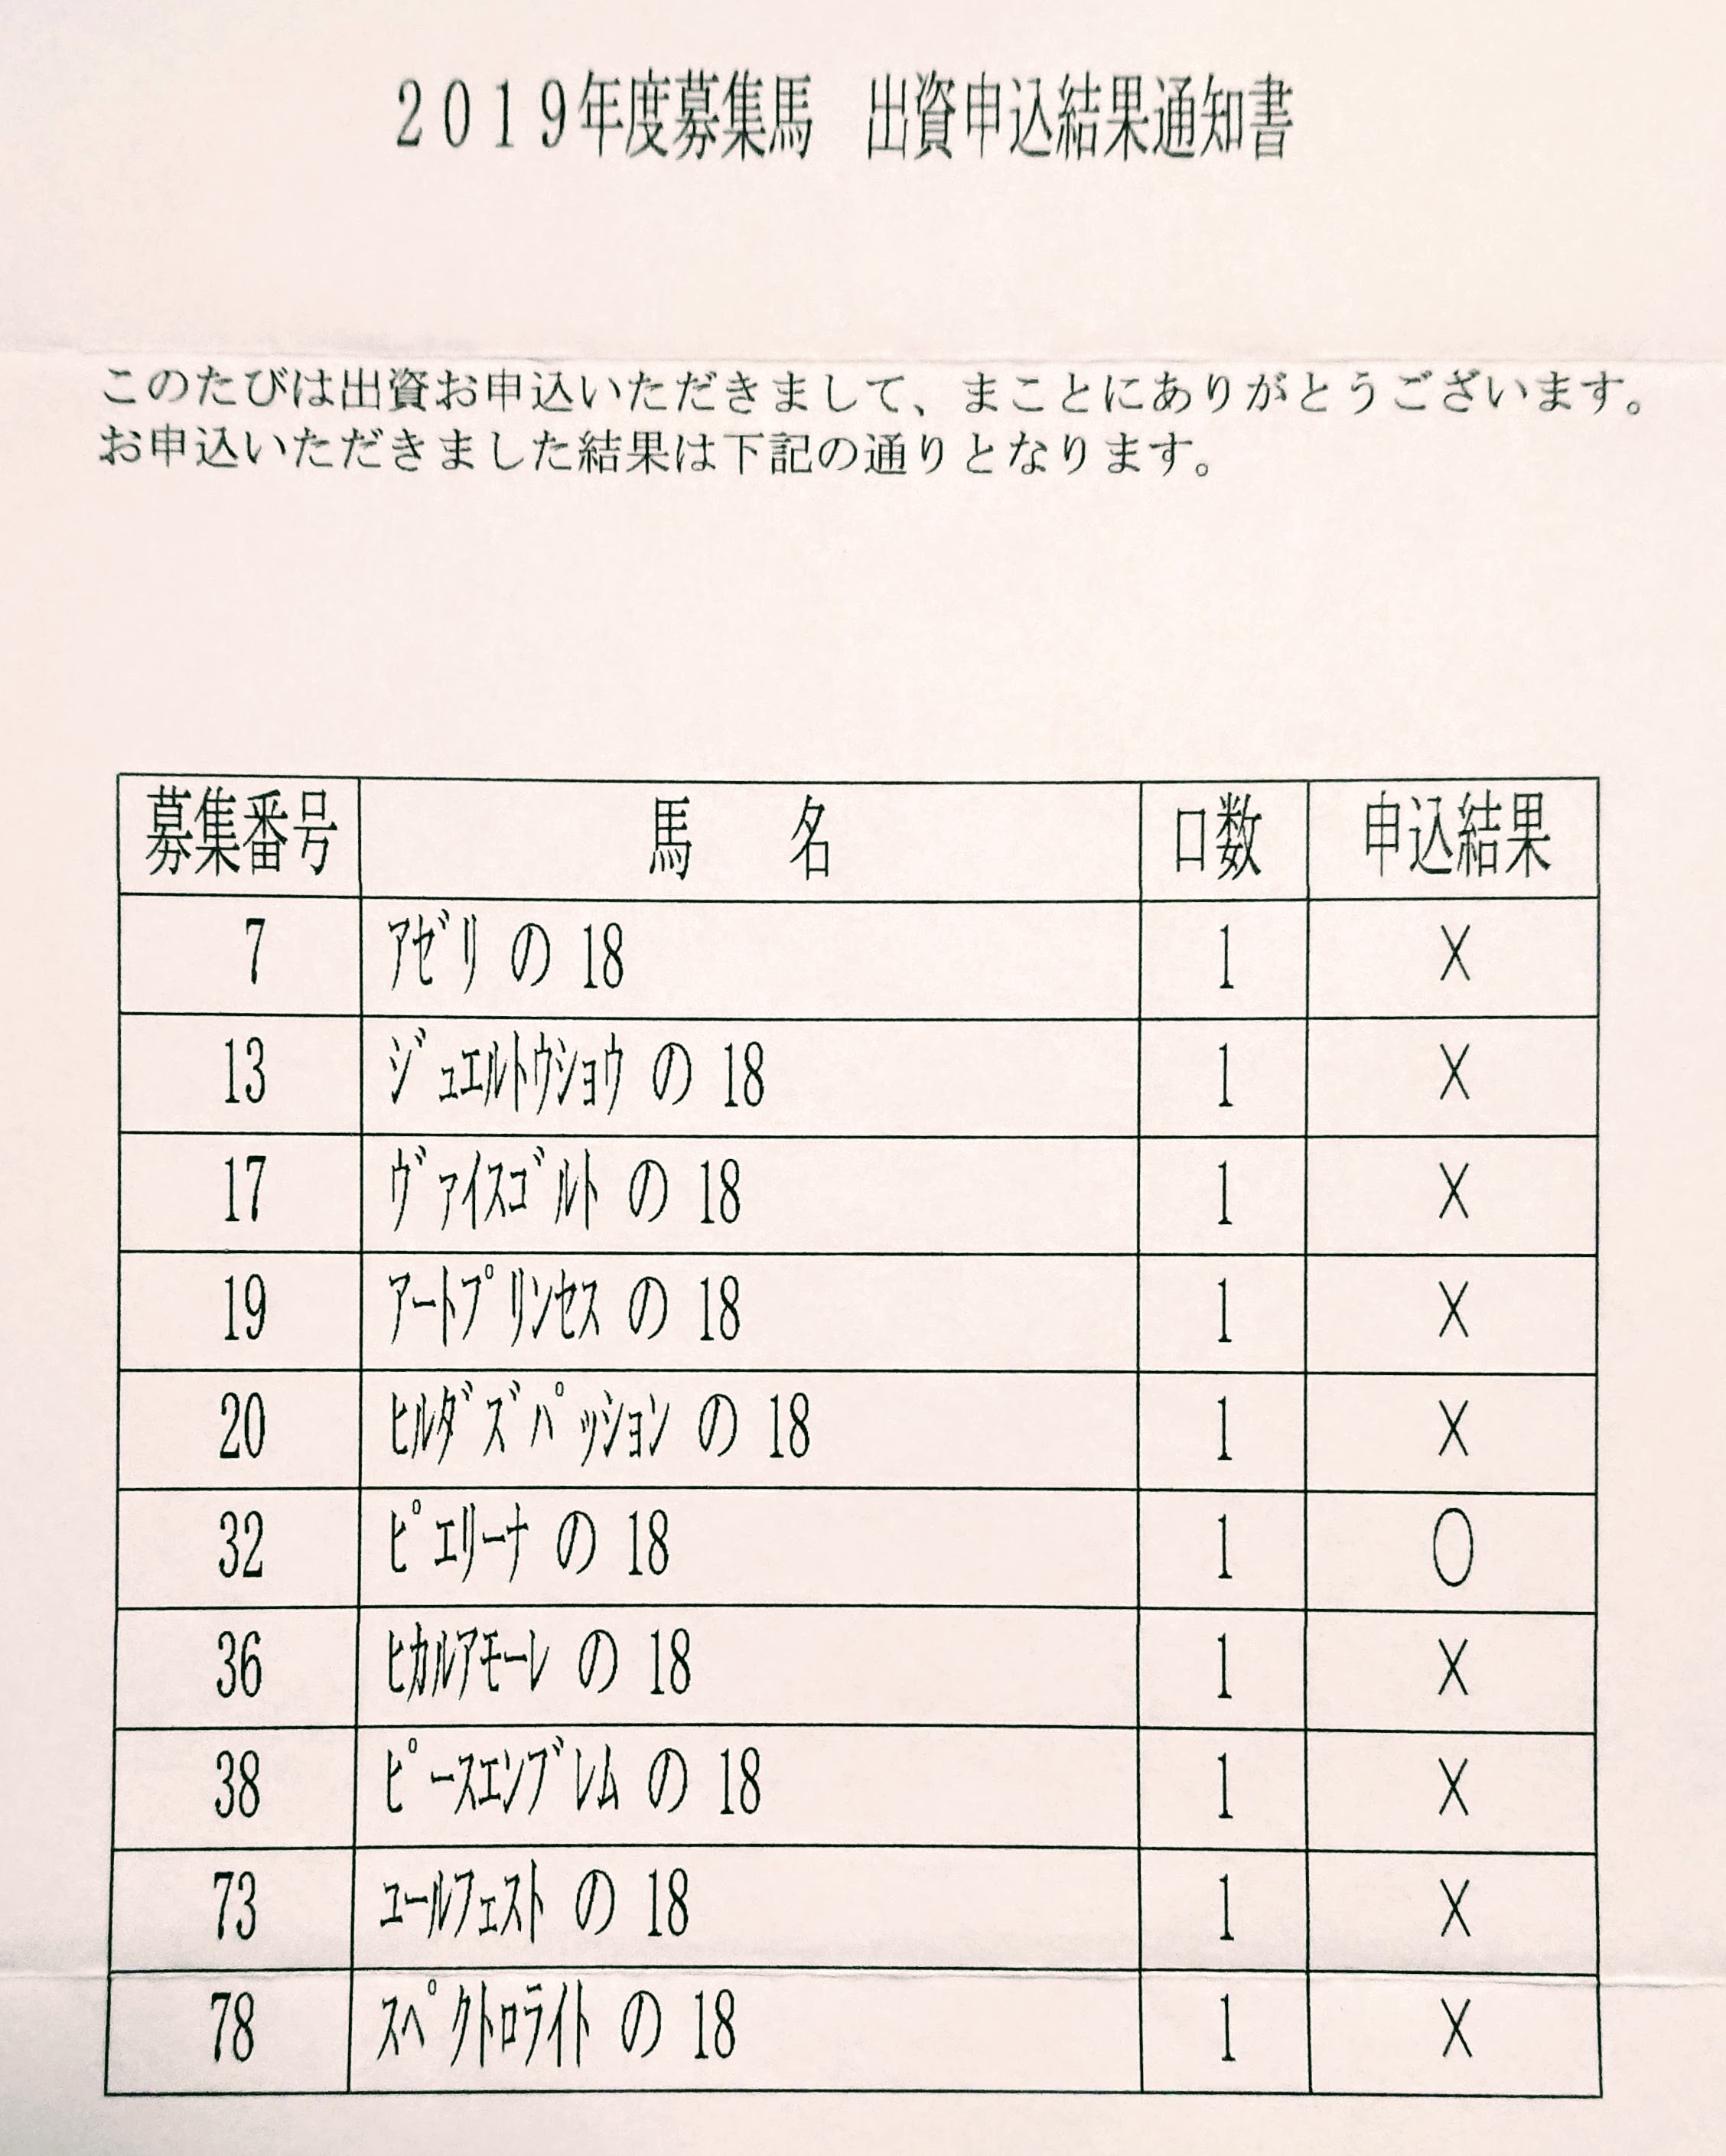 ２０１９年度募集馬　出資申込結果通知書
このたびは出資お申込いただきまして、まことにありがとうございます。
お申込いただきました結果は下記の通りとなります。
募集番号 馬　名 口数 申込結果
7 ｱｾﾞﾘ の 18 1 ×
13 ｼﾞｭｴﾙﾄｳｼｮｳ の 18 1 ×
17 ｳﾞｧｲｽｺﾞﾙﾄ の 18 1 ×
19 ｱｰﾄﾌﾟﾘﾝｾｽ の 18 1 ×
20 ﾋﾙﾀﾞｽﾞﾊﾟｯｼｮﾝ の 18 1 ×
32 ﾋﾟｴﾘｰﾅ の 18 1 ○
36 ﾋｶﾙｱﾓｰﾚ の 18 1 ×
38 ﾋﾟｰｽｴﾝﾌﾞﾚﾑ の 18 1 ×
73 ﾕｰﾙﾌｪｽﾄ の 18 1 ×
78 ｽﾍﾟｸﾄﾛﾗｲﾄ の 18 1 ×